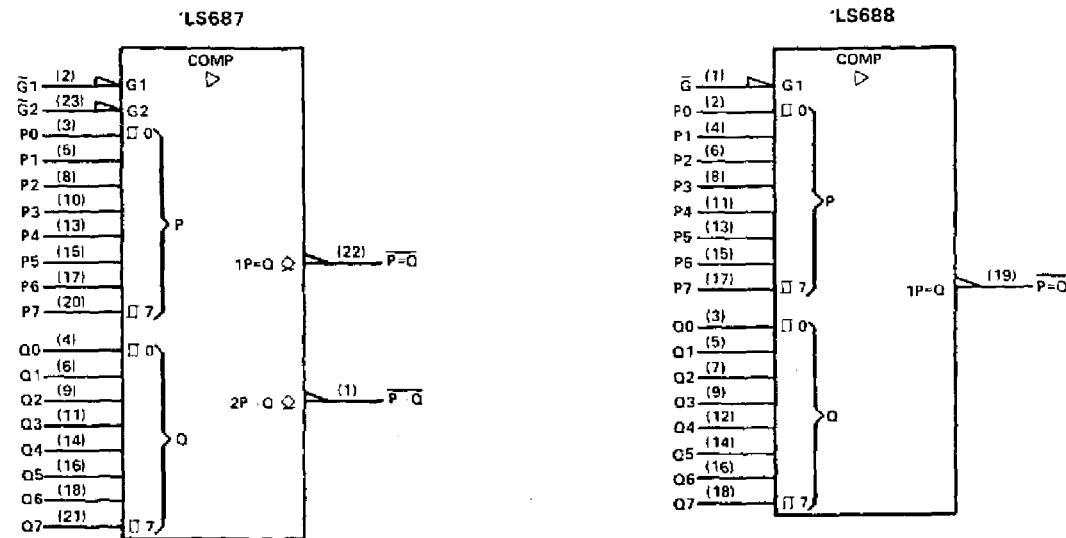 'LS687
COMP
▷
G̅1 (2) G1
G̅2 (23) G2
P0 (3) 0
P1 (5)
P2 (8)
P3 (10)
P4 (13)
P5 (15)
P6 (17)
P7 (20) 7
P
Q0 (4) 0
Q1 (6)
Q2 (9)
Q3 (11)
Q4 (14)
Q5 (16)
Q6 (18)
Q7 (21) 7
Q
1P=Q (22) P̅=̅Q̅
2P Q (1) P̅ ̅Q̅
'LS688
COMP
▷
G̅ (1) G1
P0 (2) 0
P1 (4)
P2 (6)
P3 (8)
P4 (11)
P5 (13)
P6 (15)
P7 (17) 7
P
Q0 (3) 0
Q1 (5)
Q2 (7)
Q3 (9)
Q4 (12)
Q5 (14)
Q6 (16)
Q7 (18) 7
Q
1P=Q (19) P̅=̅Q̅